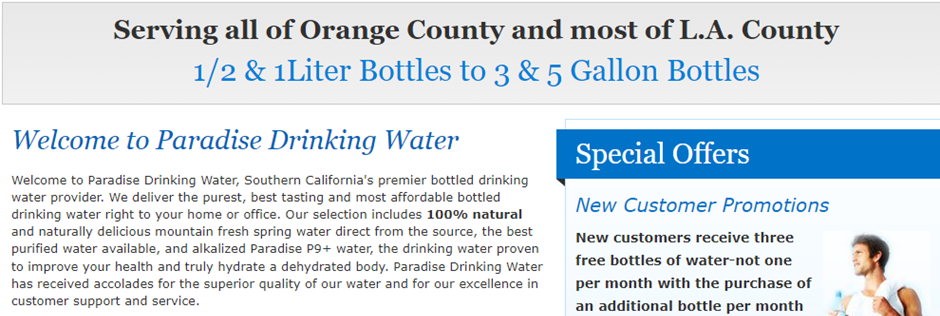 Serving all of Orange County and most of L.A. County
1/2 & 1Liter Bottles to 3 & 5 Gallon Bottles
Welcome to Paradise Drinking Water
Welcome to Paradise Drinking Water, Southern California's premier bottled drinking
water provider. We deliver the purest, best tasting and most affordable bottled
drinking water right to your home or office. Our selection includes 100% natural
and naturally delicious mountain fresh spring water direct from the source, the best
purified water available, and alkalized Paradise P9+ water, the drinking water proven
to improve your health and truly hydrate a dehydrated body. Paradise Drinking Water
has received accolades for the superior quality of our water and for our excellence in
customer support and service.
Special Offers
New Customer Promotions
New customers receive three
free bottles of water-not one
per month with the purchase of
an additional bottle per month